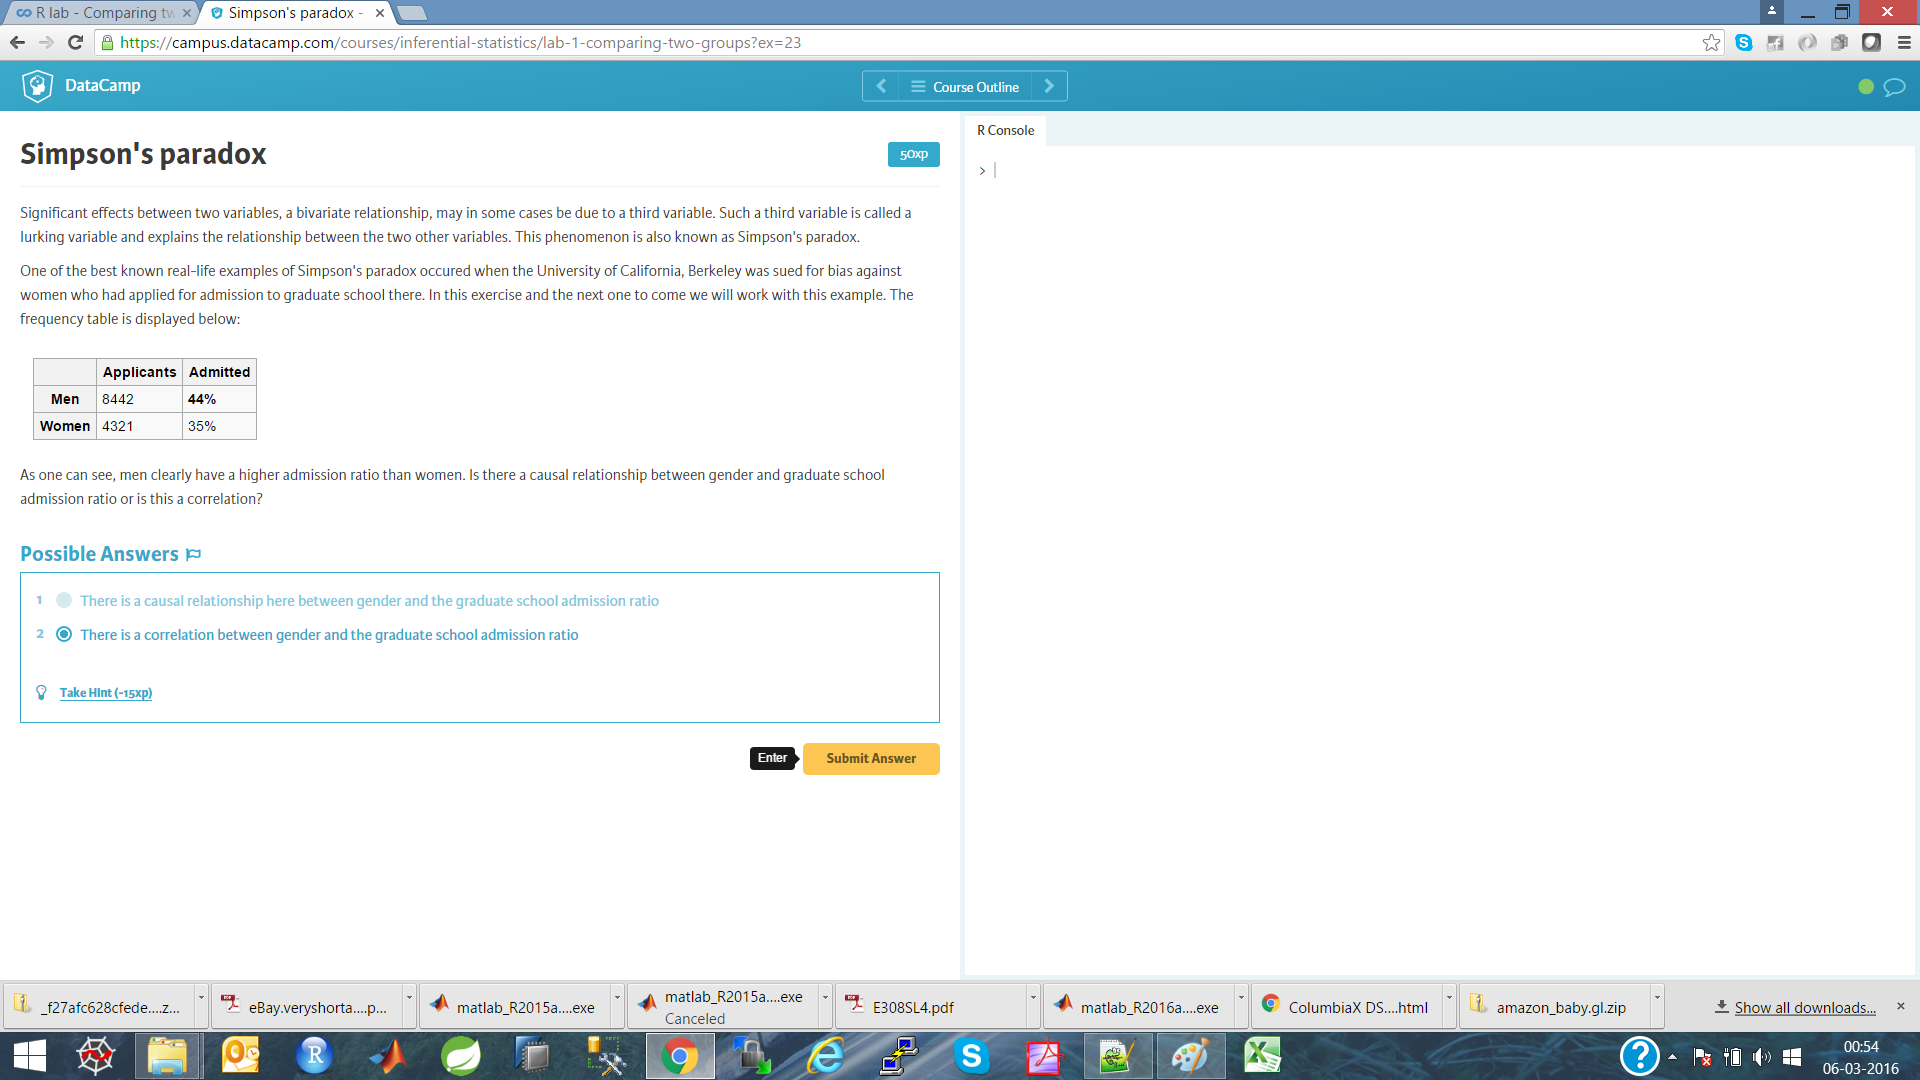 R lab - Comparing tw
Simpson's paradox -
https://campus.datacamp.com/courses/inferential-statistics/lab-1-comparing-two-groups?ex=23
DataCamp
Course Outline
Simpson's paradox
50xp
R Console
>
Significant effects between two variables, a bivariate relationship, may in some cases be due to a third variable. Such a third variable is called a
lurking variable and explains the relationship between the two other variables. This phenomenon is also known as Simpson's paradox.
One of the best known real-life examples of Simpson's paradox occured when the University of California, Berkeley was sued for bias against
women who had applied for admission to graduate school there. In this exercise and the next one to come we will work with this example. The
frequency table is displayed below:
Applicants Admitted
Men 8442 44%
Women 4321 35%
As one can see, men clearly have a higher admission ratio than women. Is there a causal relationship between gender and graduate school
admission ratio or is this a correlation?
Possible Answers
1 There is a causal relationship here between gender and the graduate school admission ratio
2 There is a correlation between gender and the graduate school admission ratio
Take Hint (-15xp)
Enter
Submit Answer
_f27afc628cfede....z...
eBay.veryshorta....p...
matlab_R2015a....exe
matlab_R2015a....exe
Canceled
E308SL4.pdf
matlab_R2016a....exe
ColumbiaX DS....html
amazon_baby.gl.zip
Show all downloads...
00:54
06-03-2016